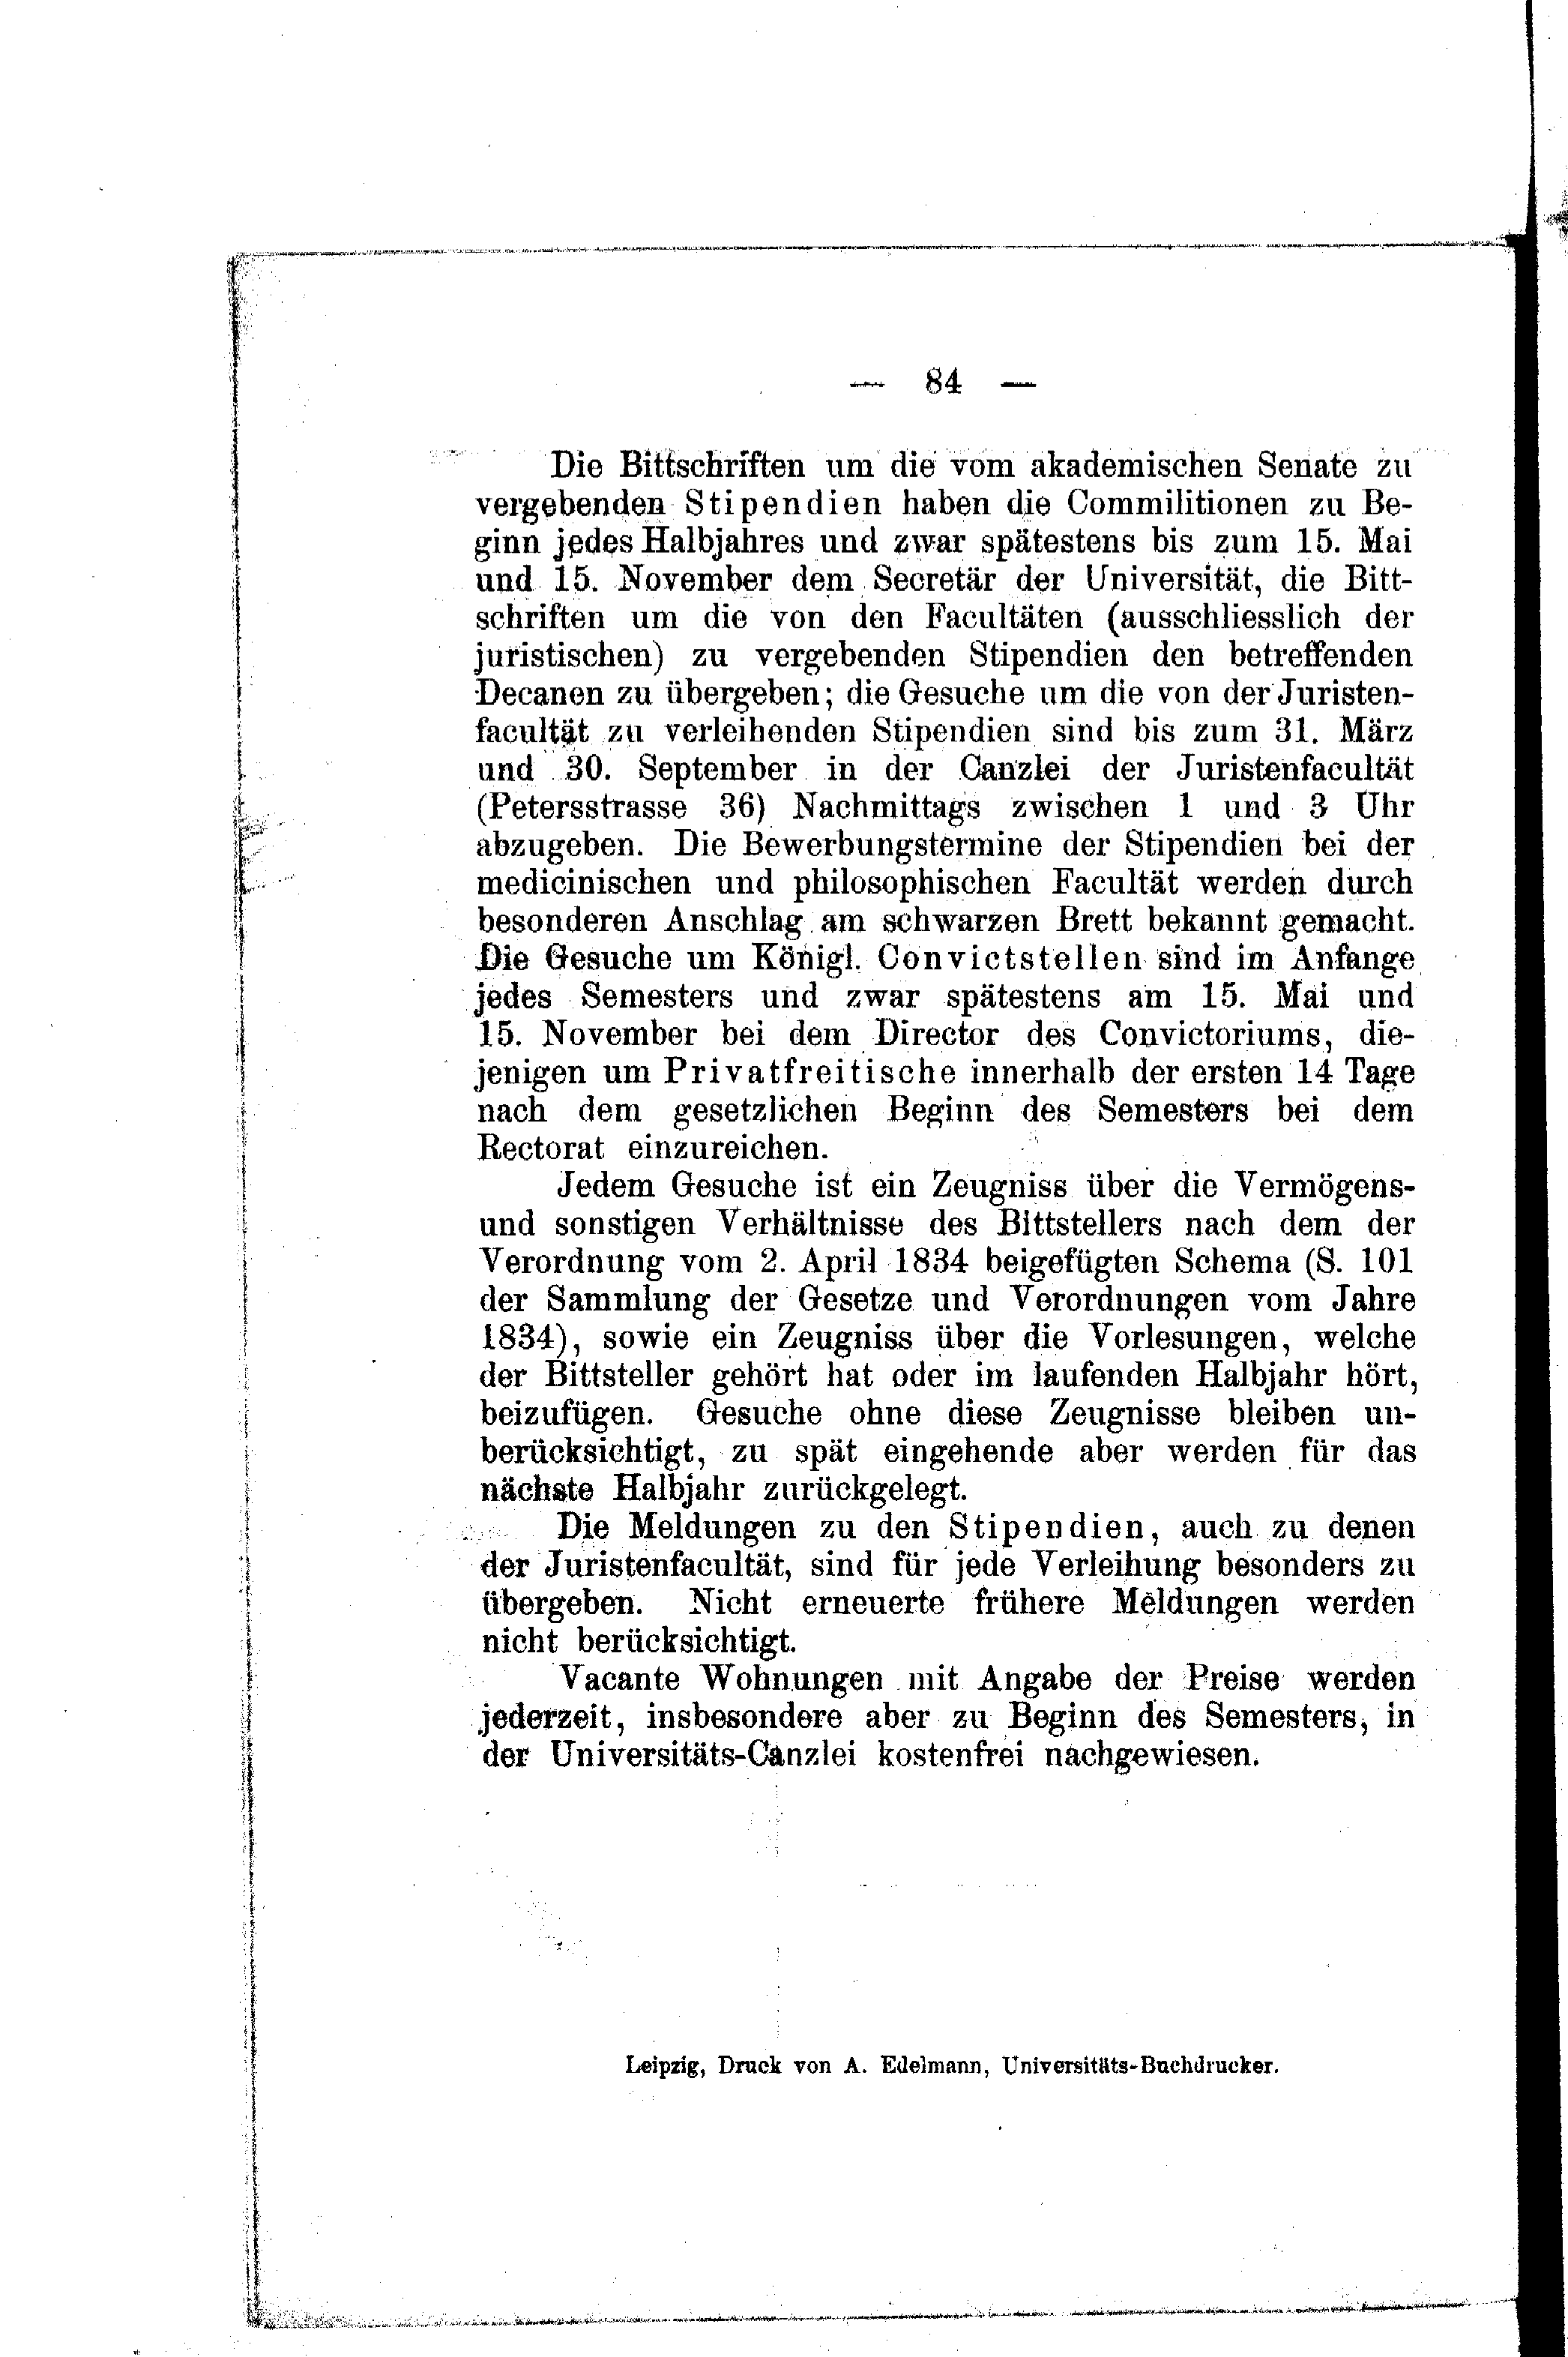 — 84 —
Die Bittschriften um die vom akademischen Senate zu
vergebenden Stipendien haben die Commilitionen zu Be-
ginn jedes Halbjahres und zwar spätestens bis zum 15. Mai
und 15. November dem Secretär der Universität, die Bitt-
schriften um die von den Facultäten (ausschliesslich der
juristischen) zu vergebenden Stipendien den betreffenden
Decanen zu übergeben; die Gesuche um die von der Juristen-
facultät zu verleihenden Stipendien sind bis zum 31. März
und 30. September in der Canzlei der Juristenfacultät
(Petersstrasse 36) Nachmittags zwischen 1 und 3 Uhr
abzugeben. Die Bewerbungstermine der Stipendien bei der
medicinischen und philosophischen Facultät werden durch
besonderen Anschlag am schwarzen Brett bekannt gemacht.
Die Gesuche um Königl. Convictstellen sind im Anfange
jedes Semesters und zwar spätestens am 15. Mai und
15. November bei dem Director des Convictoriums, die-
jenigen um Privatfreitische innerhalb der ersten 14 Tage
nach dem gesetzlichen Beginn des Semesters bei dem
Rectorat einzureichen.
Jedem Gesuche ist ein Zeugniss über die Vermögens-
und sonstigen Verhältnisse des Bittstellers nach dem der
Verordnung vom 2. April 1834 beigefügten Schema (S. 101
der Sammlung der Gesetze und Verordnungen vom Jahre
1834), sowie ein Zeugniss über die Vorlesungen, welche
der Bittsteller gehört hat oder im laufenden Halbjahr hört,
beizufügen. Gesuche ohne diese Zeugnisse bleiben un-
berücksichtigt, zu spät eingehende aber werden für das
nächste Halbjahr zurückgelegt.
Die Meldungen zu den Stipendien, auch zu denen
der Juristenfacultät, sind für jede Verleihung besonders zu
übergeben. Nicht erneuerte frühere Meldungen werden
nicht berücksichtigt.
Vacante Wohnungen mit Angabe der Preise werden
jederzeit, insbesondere aber zu Beginn des Semesters, in
der Universitäts-Canzlei kostenfrei nachgewiesen.
Leipzig, Druck von A. Edelmann, Universitäts-Buchdrucker.